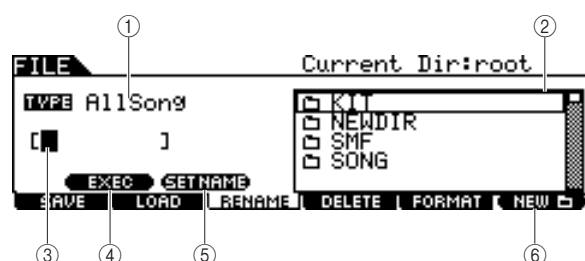 ① ②
FILE Current Dir:root
TYPE AllSong
KIT
NEWDIR
[ ]
SMF
SONG
EXEC SETNAME
SAVE LOAD RENAME DELETE FORMAT NEW
③ ④ ⑤ ⑥